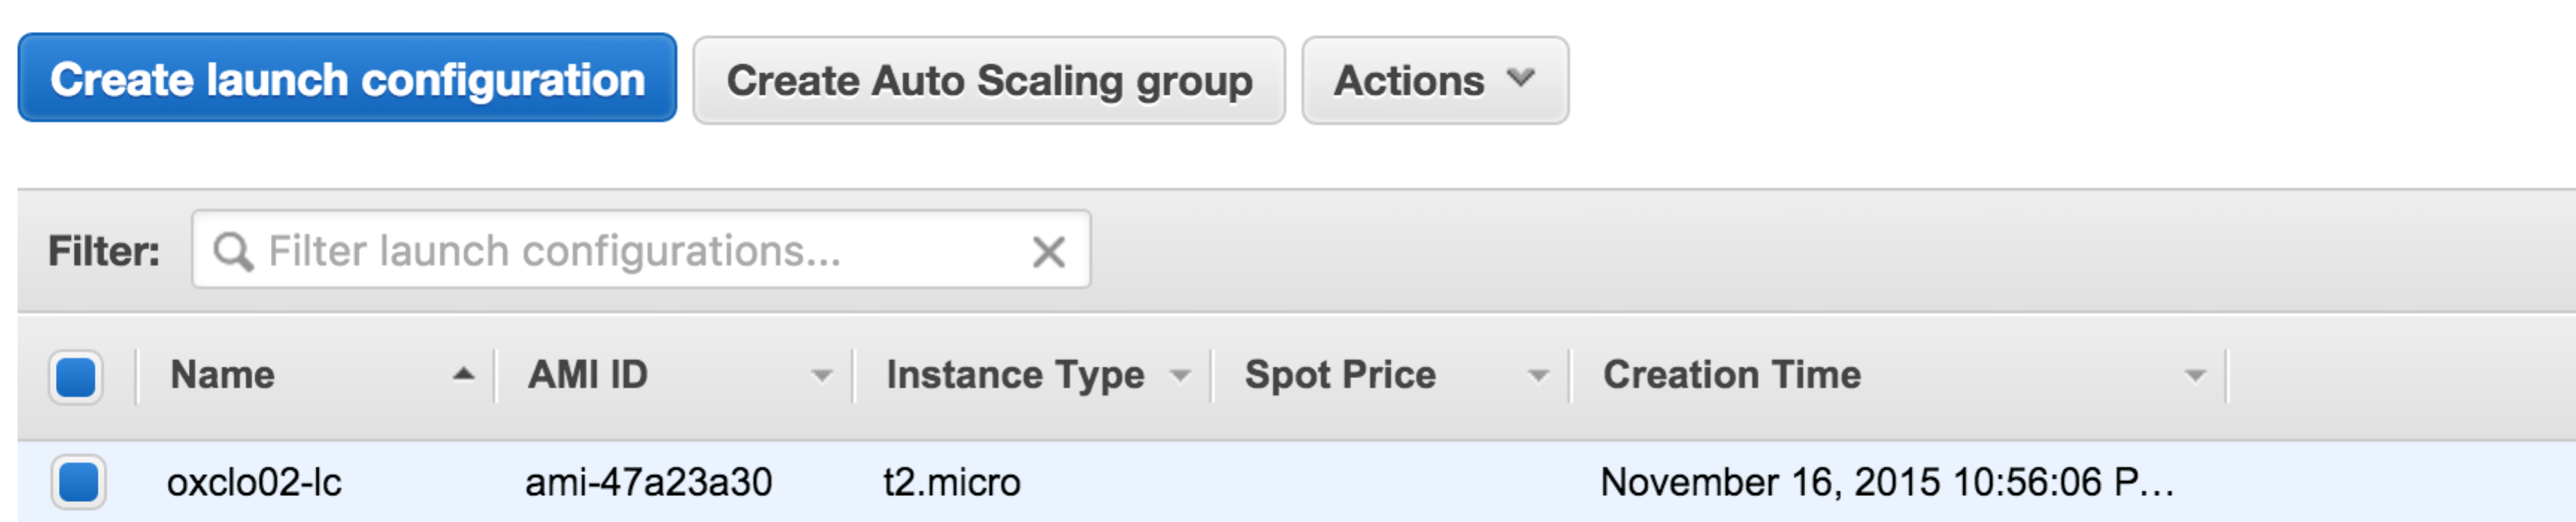 Create launch configuration Create Auto Scaling group Actions
Filter: Filter launch configurations...
Name AMI ID Instance Type Spot Price Creation Time
oxclo02-lc ami-47a23a30 t2.micro November 16, 2015 10:56:06 P...